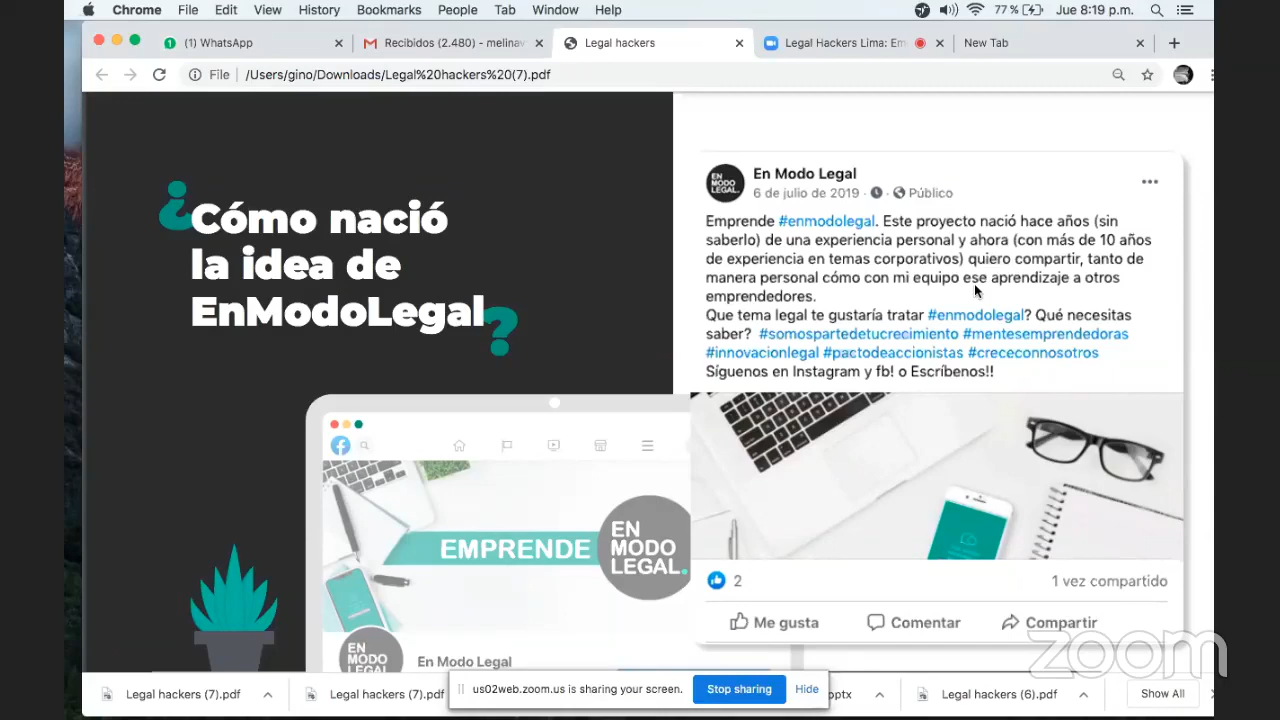 Chrome File Edit View History Bookmarks People Tab Window Help 77% Jue 8:19 p.m.
(1) WhatsApp
Recibidos (2.480) - melinav
Legal hackers
Legal Hackers Lima: Em
New Tab
File /Users/gino/Downloads/Legal%20hackers%20(7).pdf
¿Cómo nació
la idea de
EnModoLegal?
EN
MODO
LEGAL.
En Modo Legal
6 de julio de 2019 · Público
Emprende #enmodolegal. Este proyecto nació hace años (sin
saberlo) de una experiencia personal y ahora (con más de 10 años
de experiencia en temas corporativos) quiero compartir, tanto de
manera personal cómo con mi equipo ese aprendizaje a otros
emprendedores.
Que tema legal te gustaría tratar #enmodolegal? Qué necesitas
saber? #somospartedetucrecimiento #mentesemprendedoras
#innovacionlegal #pactodeaccionistas #crececonnosotros
Síguenos en Instagram y fb! o Escríbenos!!
EMPRENDE
EN
MODO
LEGAL.
2
1 vez compartido
Me gusta Comentar Compartir
EN
MODO
LEGAL
En Modo Legal
zoom
Legal hackers (7).pdf
Legal hackers (7).pdf
us02web.zoom.us is sharing your screen. Stop sharing Hide
pptx
Legal hackers (6).pdf
Show All